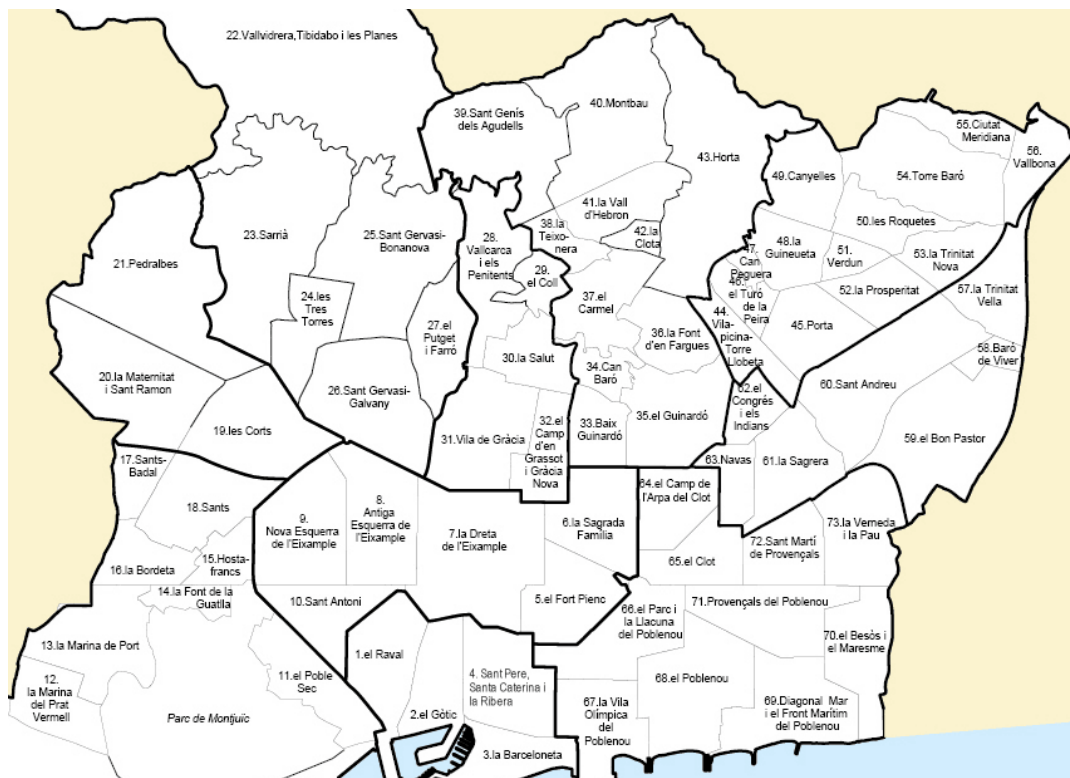 22.Vallvidrera,Tibidabo i les Planes
39.Sant Genís
dels Agudells
40.Montbau
43.Horta
55.Ciutat
Meridiana
56.
Vallbona
49.Canyelles
54.Torre Baró
41.la Vall
d'Hebron
50.les Roquetes
23.Sarrià
25.Sant Gervasi-
Bonanova
28.
Vallcarca
i els
Penitents
38.la
Teixo-
nera
42.la
Clota
47.
Can
Peguera
48.la
Guineueta
51.
Verdun
53.la Trinitat
Nova
21.Pedralbes
29.
el Coll
46.
el Turó
de la
Peira
52.la Prosperitat
57.la Trinitat
Vella
24.les
Tres
Torres
37.el
Carmel
27.el
Putget
i Farró
44.
Vila-
picina-
Torre
Llobeta
45.Porta
36.la Font
d'en Fargues
58.Baró
de Viver
30.la Salut
34.Can
Baró
20.la Maternitat
i Sant Ramon
26.Sant Gervasi-
Galvany
62.el
Congrés
i els
Indians
60.Sant Andreu
19.les Corts
31.Vila de Gràcia
32.el
Camp
d'en
Grassot
i Gràcia
Nova
33.Baix
Guinardó
35.el Guinardó
59.el Bon Pastor
17.Sants-
Badal
63.Navas
61.la Sagrera
18.Sants
9.
Nova Esquerra
de l'Eixample
8.
Antiga
Esquerra de
l'Eixample
7.la Dreta
de l'Eixample
6.la Sagrada
Família
64.el Camp de
l'Arpa del Clot
72.Sant Martí
de Provençals
73.la Verneda
i la Pau
15.Hosta-
francs
16.la Bordeta
65.el Clot
14.la Font de la
Guatlla
10.Sant Antoni
5.el Fort Pienc
66.el Parc i
la Llacuna
del Poblenou
71.Provençals del Poblenou
13.la Marina de Port
1.el Raval
70.el Besòs i
el Maresme
12.
la Marina
del Prat
Vermell
11.el Poble
Sec
4. Sant Pere,
Santa Caterina i
la Ribera
68.el Poblenou
Parc de Montjuïc
2.el Gòtic
67.la Vila
Olímpica
del
Poblenou
69.Diagonal Mar
i el Front Marítim
del Poblenou
3.la Barceloneta